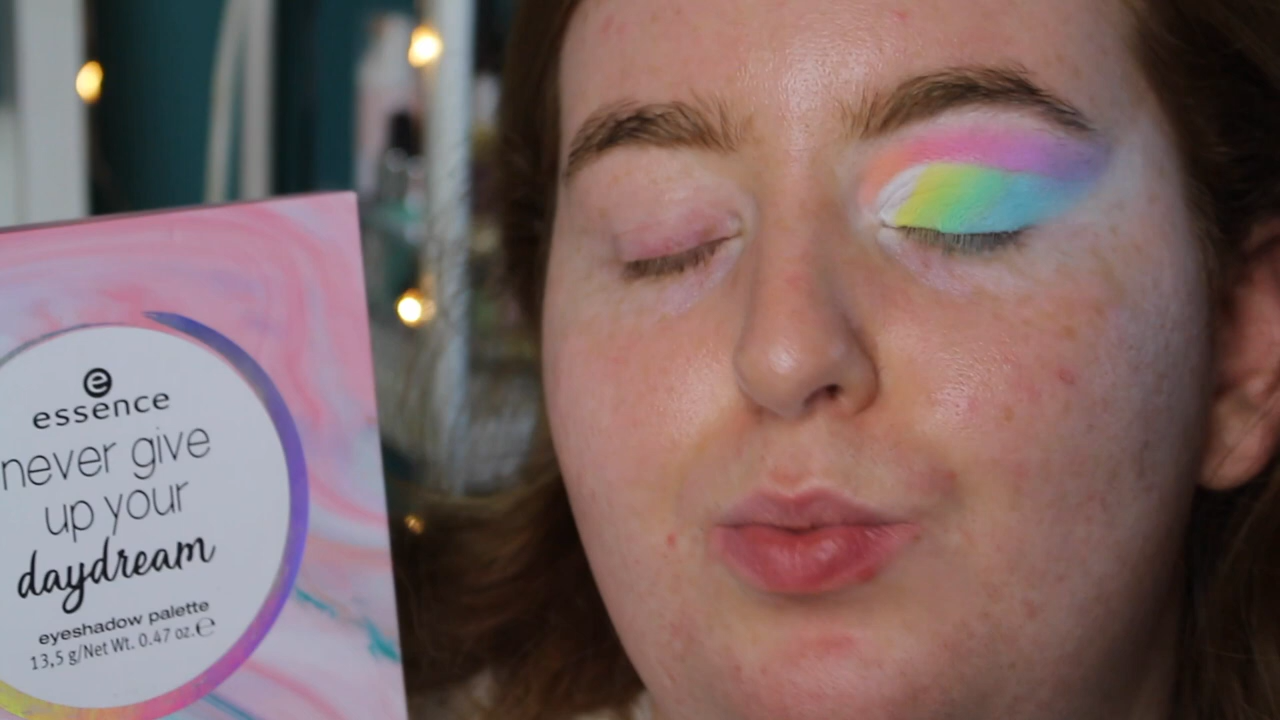 e
essence
never give
up your
daydream
eyeshadow palette
13,5 g/Net Wt. 0.47 oz.℮